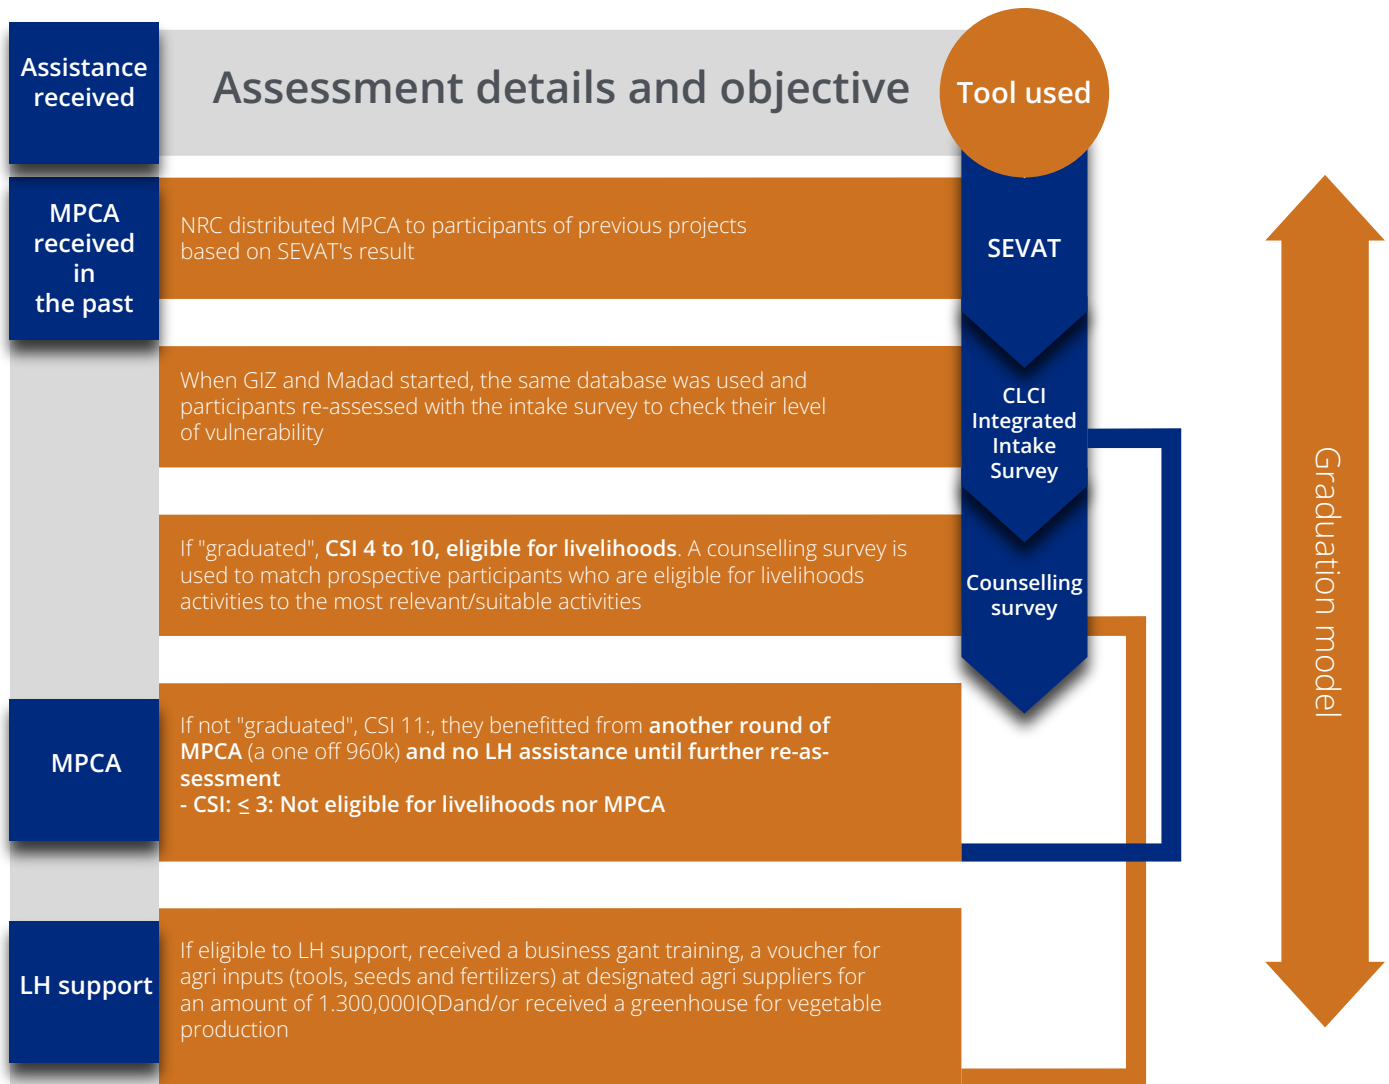 Assistance
received
Assessment details and objective
Tool used
MPCA
received
in
the past
NRC distributed MPCA to participants of previous projects
based on SEVAT's result
SEVAT
When GIZ and Madad started, the same database was used and
participants re-assessed with the intake survey to check their level
of vulnerability
CLCI
Integrated
Intake
Survey
If "graduated", CSI 4 to 10, eligible for livelihoods. A counselling survey is
used to match prospective participants who are eligible for livelihoods
activities to the most relevant/suitable activities
Counselling
survey
MPCA
If not "graduated", CSI 11:, they benefitted from another round of
MPCA (a one off 960k) and no LH assistance until further re-as-
sessment
- CSI: ≤ 3: Not eligible for livelihoods nor MPCA
LH support
If eligible to LH support, received a business gant training, a voucher for
agri inputs (tools, seeds and fertilizers) at designated agri suppliers for
an amount of 1.300,000IQDand/or received a greenhouse for vegetable
production
Graduation model